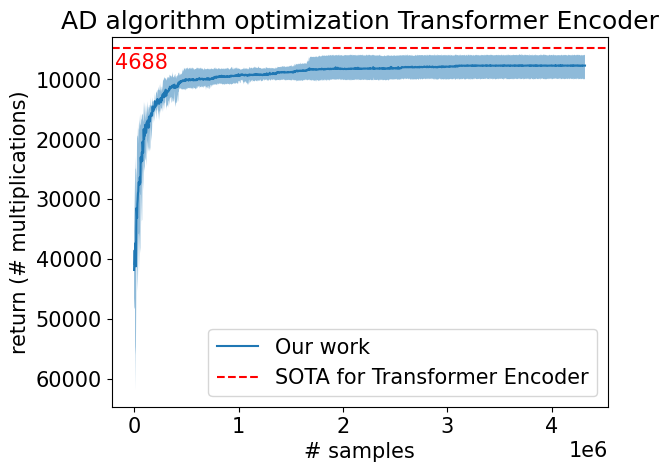 AD algorithm optimization Transformer Encoder
4688
10000
20000
30000
40000
50000
60000
return (# multiplications)
Our work
SOTA for Transformer Encoder
0
1
2
3
4
1e6
# samples